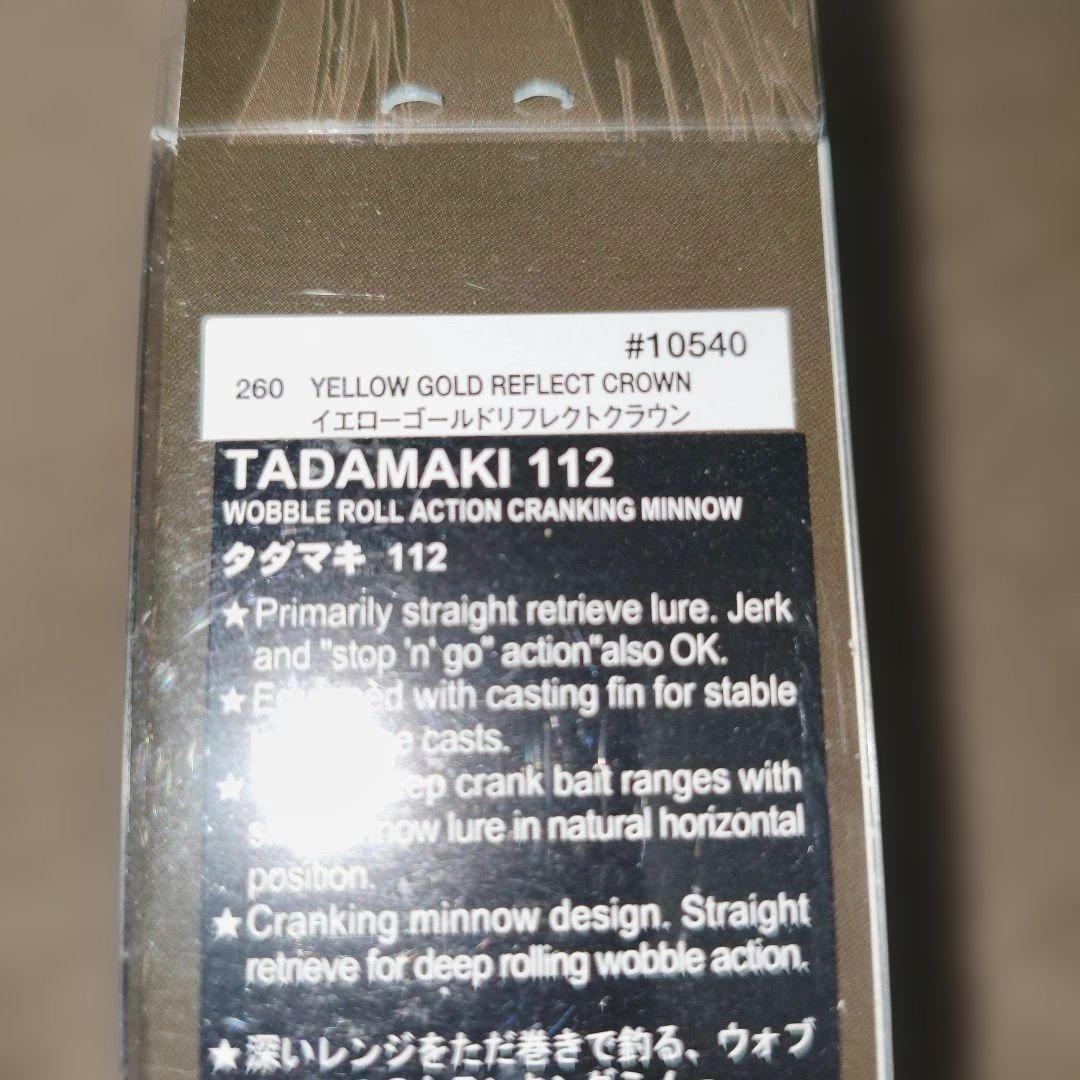 #10540
260 YELLOW GOLD REFLECT CROWN
イエローゴールドリフレクトクラウン
TADAMAKI 112
WOBBLE ROLL ACTION CRANKING MINNOW
タダマキ 112
★Primarily straight retrieve lure. Jerk
and "stop 'n' go" action"also OK.
★ with casting fin for stable
casts.
★ crank bait ranges with
lure in natural horizontal
position.
★Cranking minnow design. Straight
retrieve for deep rolling wobble action.
★深いレンジをただ巻きで釣る、ウォブ